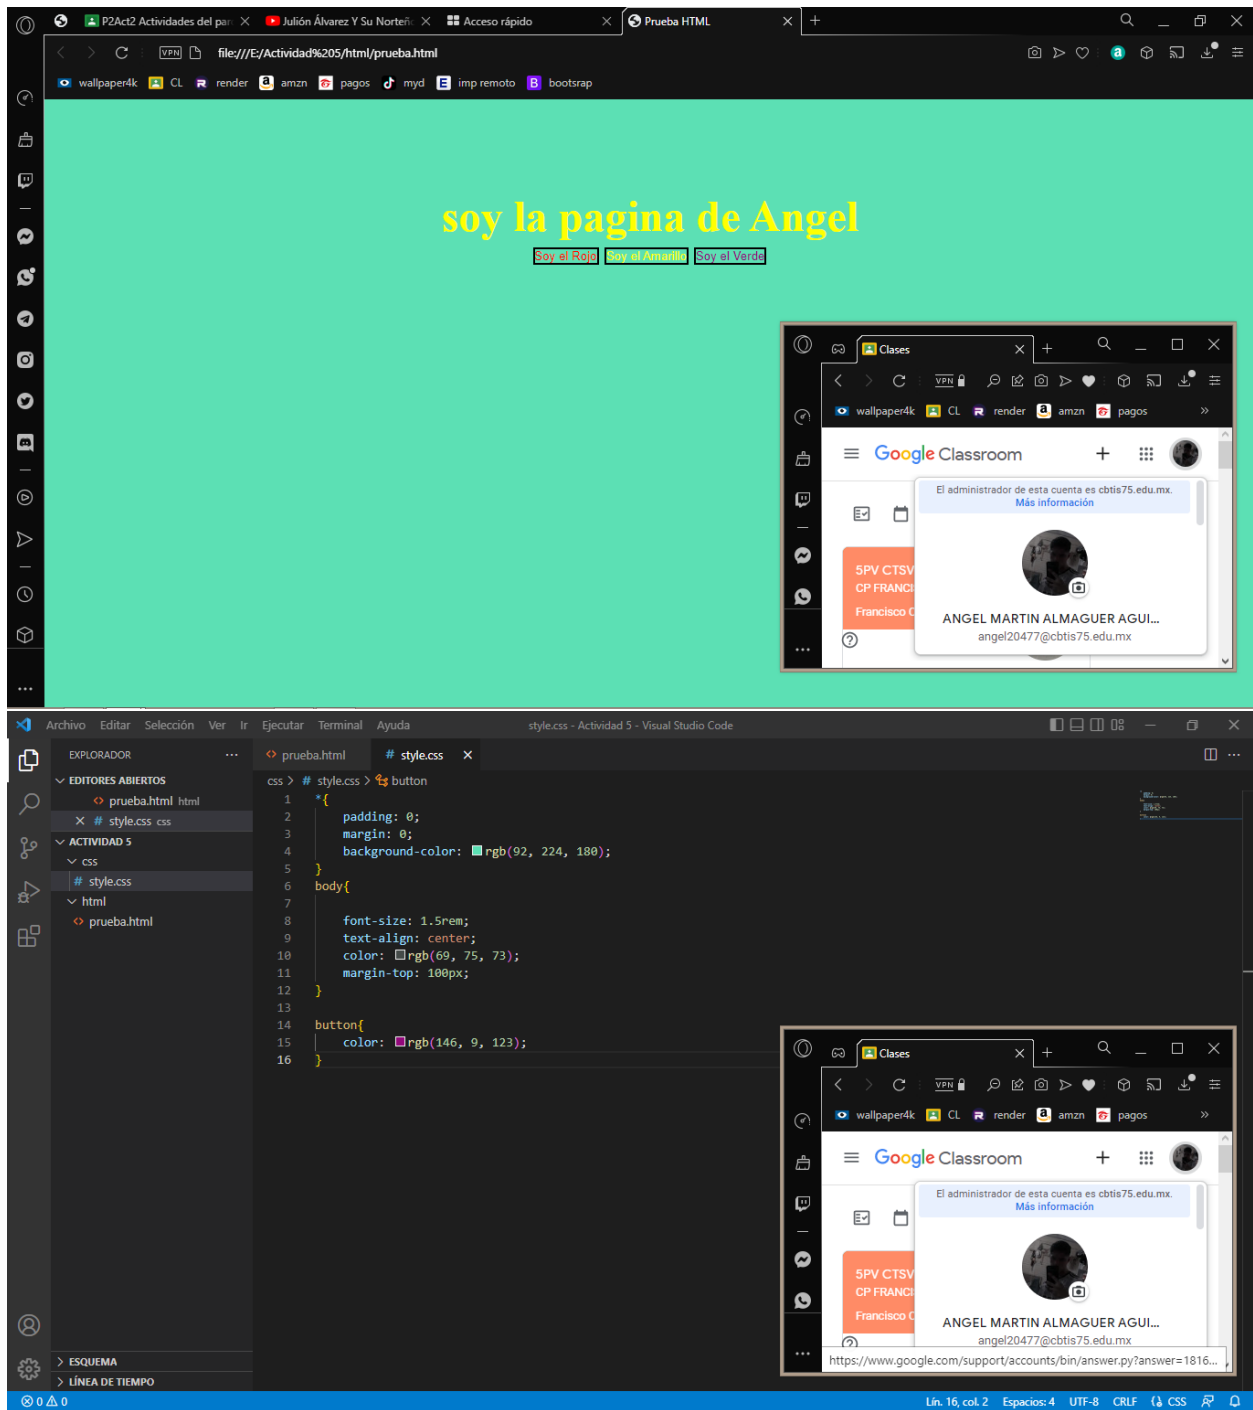 P2Act2 Actividades del par
Julión Álvarez Y Su Norteñ
Acceso rápido
Prueba HTML
VPN
file:///E:/Actividad%205/html/prueba.html
wallpaper4k CL render amzn pagos myd imp remoto bootsrap
soy la pagina de Angel
Soy el Rojo Soy el Amarillo Soy el Verde
Clases
VPN
wallpaper4k CL render amzn pagos »
Google Classroom
El administrador de esta cuenta es cbtis75.edu.mx.
Más información
5PV CTSV
CP FRANCI
Francisco C
ANGEL MARTIN ALMAGUER AGUI...
angel20477@cbtis75.edu.mx
Archivo Editar Selección Ver Ir Ejecutar Terminal Ayuda
style.css - Actividad 5 - Visual Studio Code
EXPLORADOR
EDITORES ABIERTOS
prueba.html html
# style.css css
ACTIVIDAD 5
css
# style.css
html
prueba.html
ESQUEMA
LÍNEA DE TIEMPO
prueba.html
# style.css
css > # style.css > button
1 *{
2 padding: 0;
3 margin: 0;
4 background-color: rgb(92, 224, 180);
5 }
6 body{
7
8 font-size: 1.5rem;
9 text-align: center;
10 color: rgb(69, 75, 73);
11 margin-top: 100px;
12 }
13
14 button{
15 color: rgb(146, 9, 123);
16 }
Clases
VPN
wallpaper4k CL render amzn pagos »
Google Classroom
El administrador de esta cuenta es cbtis75.edu.mx.
Más información
5PV CTSV
CP FRANCI
Francisco C
ANGEL MARTIN ALMAGUER AGUI...
angel20477@cbtis75.edu.mx
https://www.google.com/support/accounts/bin/answer.py?answer=1816...
0 0
Lín. 16, col. 2 Espacios: 4 UTF-8 CRLF CSS